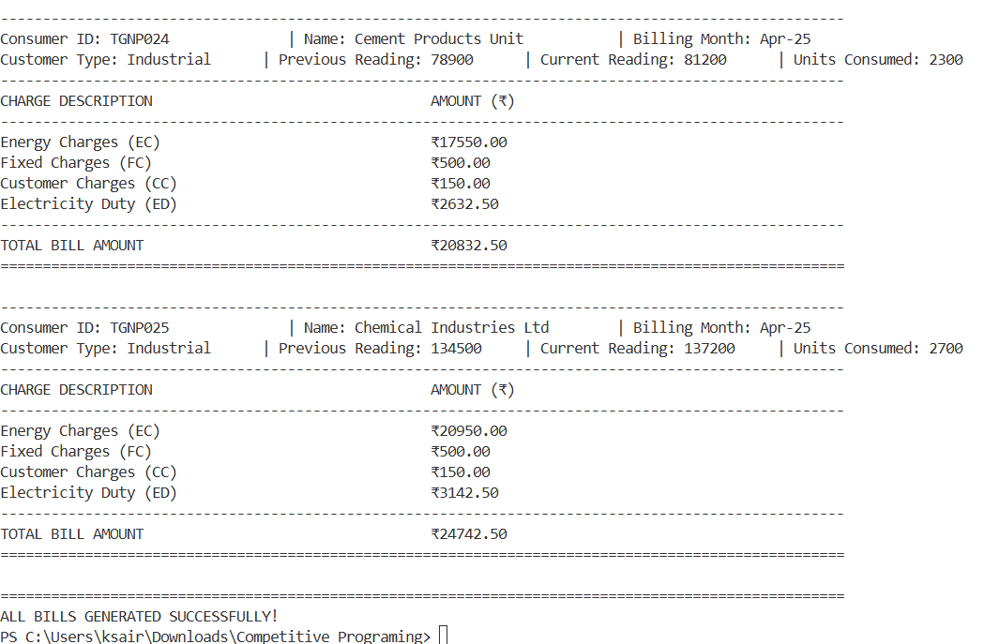 ----------------------------------------------------------------------------------------------------
Consumer ID: TGNP024              | Name: Cement Products Unit           | Billing Month: Apr-25
Customer Type: Industrial      | Previous Reading: 78900      | Current Reading: 81200      | Units Consumed: 2300
----------------------------------------------------------------------------------------------------
CHARGE DESCRIPTION                                 AMOUNT (₹)
----------------------------------------------------------------------------------------------------
Energy Charges (EC)                                ₹17550.00
Fixed Charges (FC)                                 ₹500.00
Customer Charges (CC)                              ₹150.00
Electricity Duty (ED)                              ₹2632.50
----------------------------------------------------------------------------------------------------
TOTAL BILL AMOUNT                                  ₹20832.50
====================================================================================================
----------------------------------------------------------------------------------------------------
Consumer ID: TGNP025              | Name: Chemical Industries Ltd        | Billing Month: Apr-25
Customer Type: Industrial      | Previous Reading: 134500     | Current Reading: 137200     | Units Consumed: 2700
----------------------------------------------------------------------------------------------------
CHARGE DESCRIPTION                                 AMOUNT (₹)
----------------------------------------------------------------------------------------------------
Energy Charges (EC)                                ₹20950.00
Fixed Charges (FC)                                 ₹500.00
Customer Charges (CC)                              ₹150.00
Electricity Duty (ED)                              ₹3142.50
----------------------------------------------------------------------------------------------------
TOTAL BILL AMOUNT                                  ₹24742.50
====================================================================================================
====================================================================================================
ALL BILLS GENERATED SUCCESSFULLY!
PS C:\Users\ksair\Downloads\Competitive Programing>